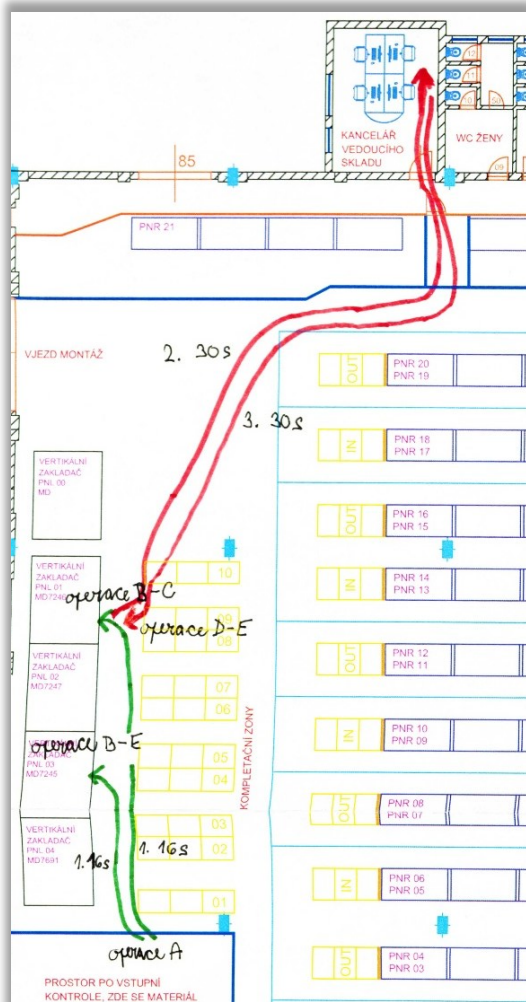 KANCELÁŘ
VEDOUCÍHO
SKLADU
WC ŽENY
12
11
10
09
85
PNR 21
VJEZD MONTÁŽ
2. 30s
3. 30s
OUT
PNR 20
PNR 19
IN
PNR 18
PNR 17
OUT
PNR 16
PNR 15
IN
PNR 14
PNR 13
OUT
PNR 12
PNR 11
IN
PNR 10
PNR 09
OUT
PNR 08
PNR 07
IN
PNR 06
PNR 05
OUT
PNR 04
PNR 03
VERTIKÁLNÍ
ZAKLADAČ
PNL 00
MD
VERTIKÁLNÍ
ZAKLADAČ
PNL 01
operace B-C
operace D-E
VERTIKÁLNÍ
ZAKLADAČ
PNL 02
MD7247
operace B-E
PNL 03
MD7245
VERTIKÁLNÍ
ZAKLADAČ
PNL 04
MD7691
10
09
08
07
06
05
04
03
02
01
KOMPLETAČNÍ ZÓNY
1. 16s
1. 16s
operace A
PROSTOR PO VSTUPNÍ
KONTROLE, ZDE SE MATERIÁL